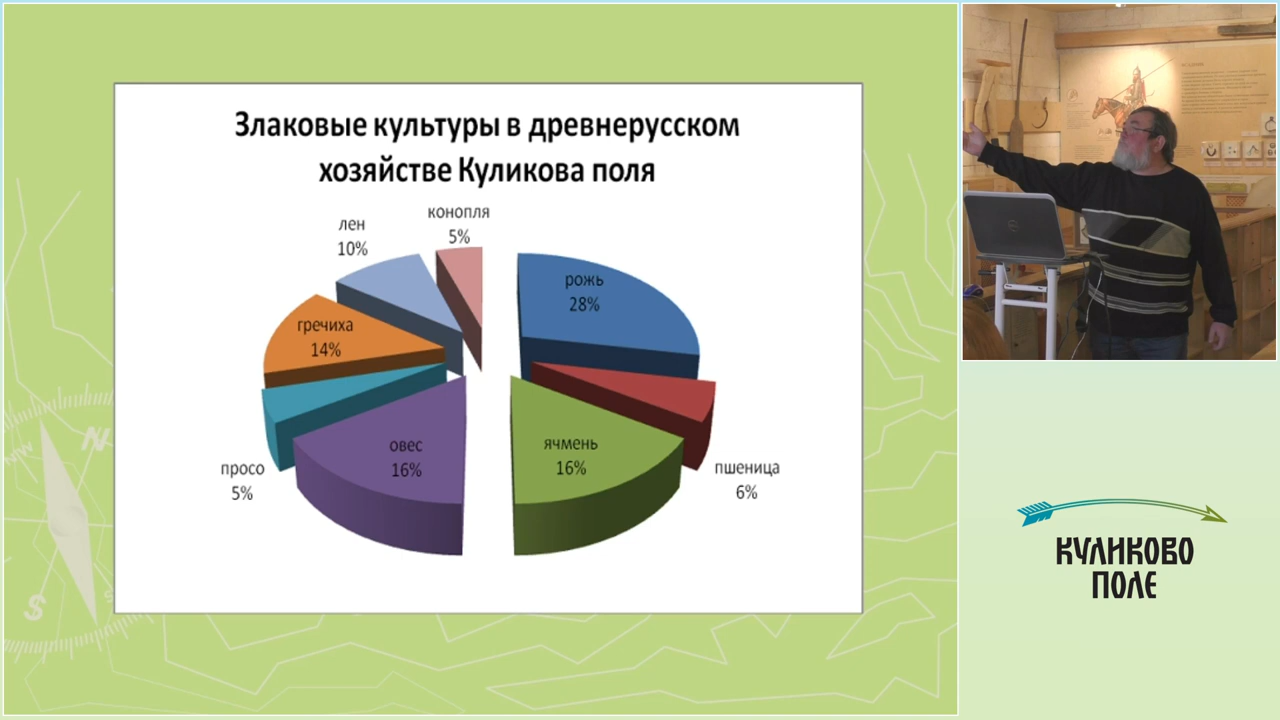 Злаковые культуры в древнерусском
хозяйстве Куликова поля
конопля
5%
лен
10%
рожь
28%
гречиха
14%
овес
16%
ячмень
16%
просо
5%
пшеница
6%
N
NW
S
КУЛИКОВО
ПОЛЕ